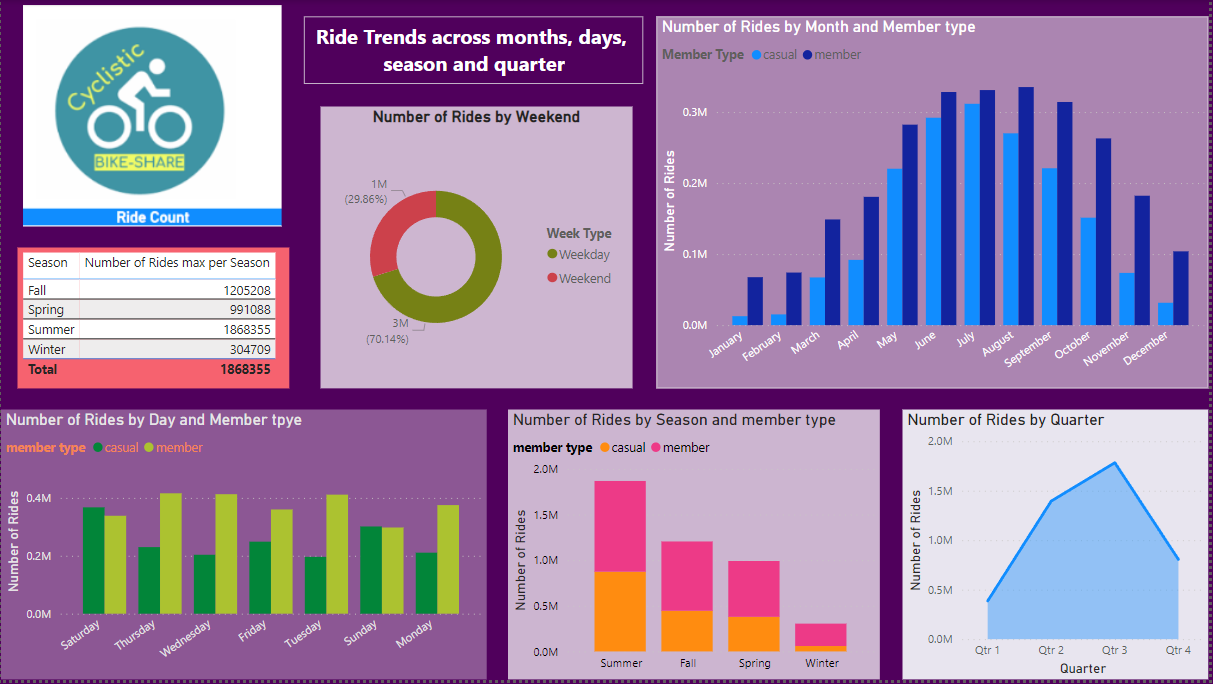 Cyclistic
BIKE-SHARE
Ride Count
Ride Trends across months, days,
season and quarter
Season Number of Rides max per Season
Fall 1205208
Spring 991088
Summer 1868355
Winter 304709
Total 1868355
Number of Rides by Weekend
1M
(29.86%)
3M
(70.14%)
Week Type
Weekday
Weekend
Number of Rides by Month and Member type
Member Type casual member
Number of Rides
0.3M
0.2M
0.1M
0.0M
January February March April May June July August September October November December
Number of Rides by Day and Member tpye
member type casual member
Number of Rides
0.4M
0.2M
0.0M
Saturday Thursday Wednesday Friday Tuesday Sunday Monday
Number of Rides by Season and member type
member type casual member
Number of Rides
2.0M
1.5M
1.0M
0.5M
0.0M
Summer Fall Spring Winter
Number of Rides by Quarter
Number of Rides
2.0M
1.5M
1.0M
0.5M
0.0M
Qtr 1 Qtr 2 Qtr 3 Qtr 4
Quarter